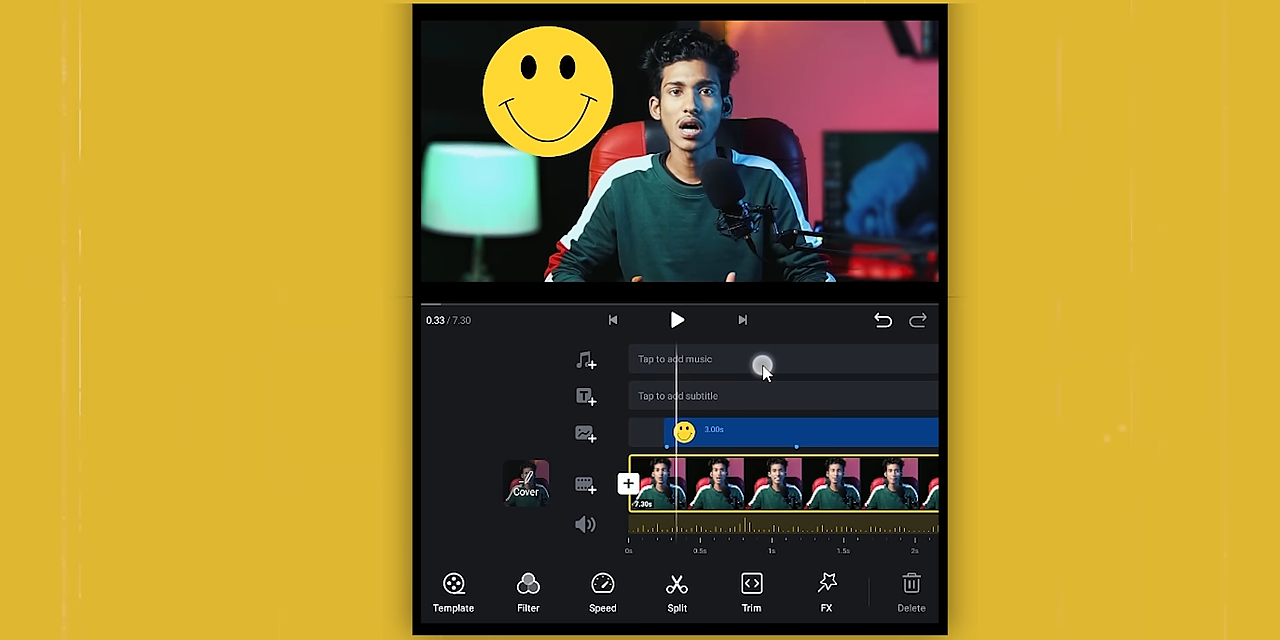 0.33 / 7.30
Tap to add music
Tap to add subtitle
3.00s
Cover
7.30s
0s 0.5s 1s 1.5s 2s
Template Filter Speed Split Trim FX Delete